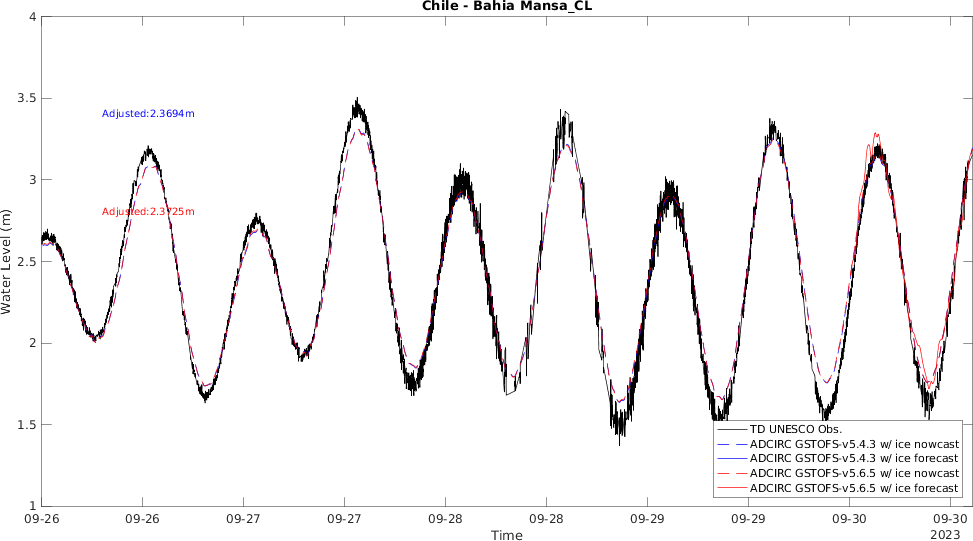 Chile - Bahia Mansa_CL
4
3.5
3
2.5
2
1.5
1
Water Level (m)
Adjusted:2.3694m
Adjusted:2.3725m
TD UNESCO Obs.
ADCIRC GSTOFS-v5.4.3 w/ ice nowcast
ADCIRC GSTOFS-v5.4.3 w/ ice forecast
ADCIRC GSTOFS-v5.6.5 w/ ice nowcast
ADCIRC GSTOFS-v5.6.5 w/ ice forecast
09-26 09-26 09-27 09-27 09-28 09-28 09-29 09-29 09-30 09-30
2023
Time